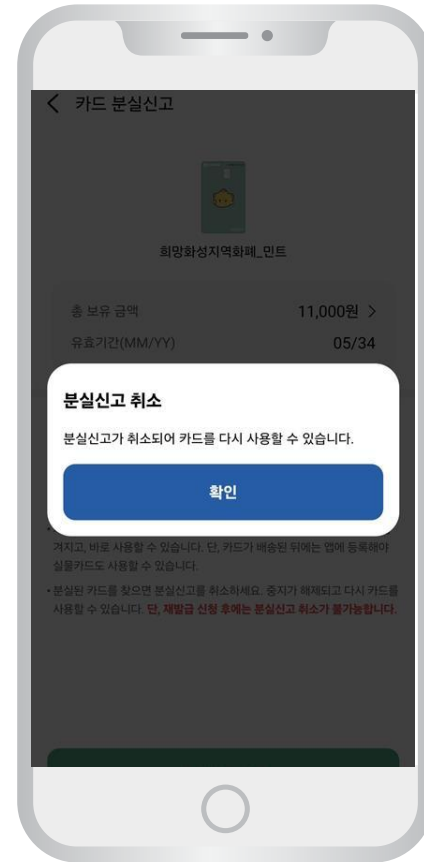 카드 분실신고
희망화성지역화폐_민트
총 보유 금액 11,000원 >
유효기간(MM/YY) 05/34
분실신고 취소
분실신고가 취소되어 카드를 다시 사용할 수 있습니다.
확인
겨지고, 바로 사용할 수 있습니다. 단, 카드가 배송된 뒤에는 앱에 등록해야
실물카드도 사용할 수 있습니다.
• 분실된 카드를 찾으면 분실신고를 취소하세요. 중지가 해제되고 다시 카드를
사용할 수 있습니다. 단, 재발급 신청 후에는 분실신고 취소가 불가능합니다.